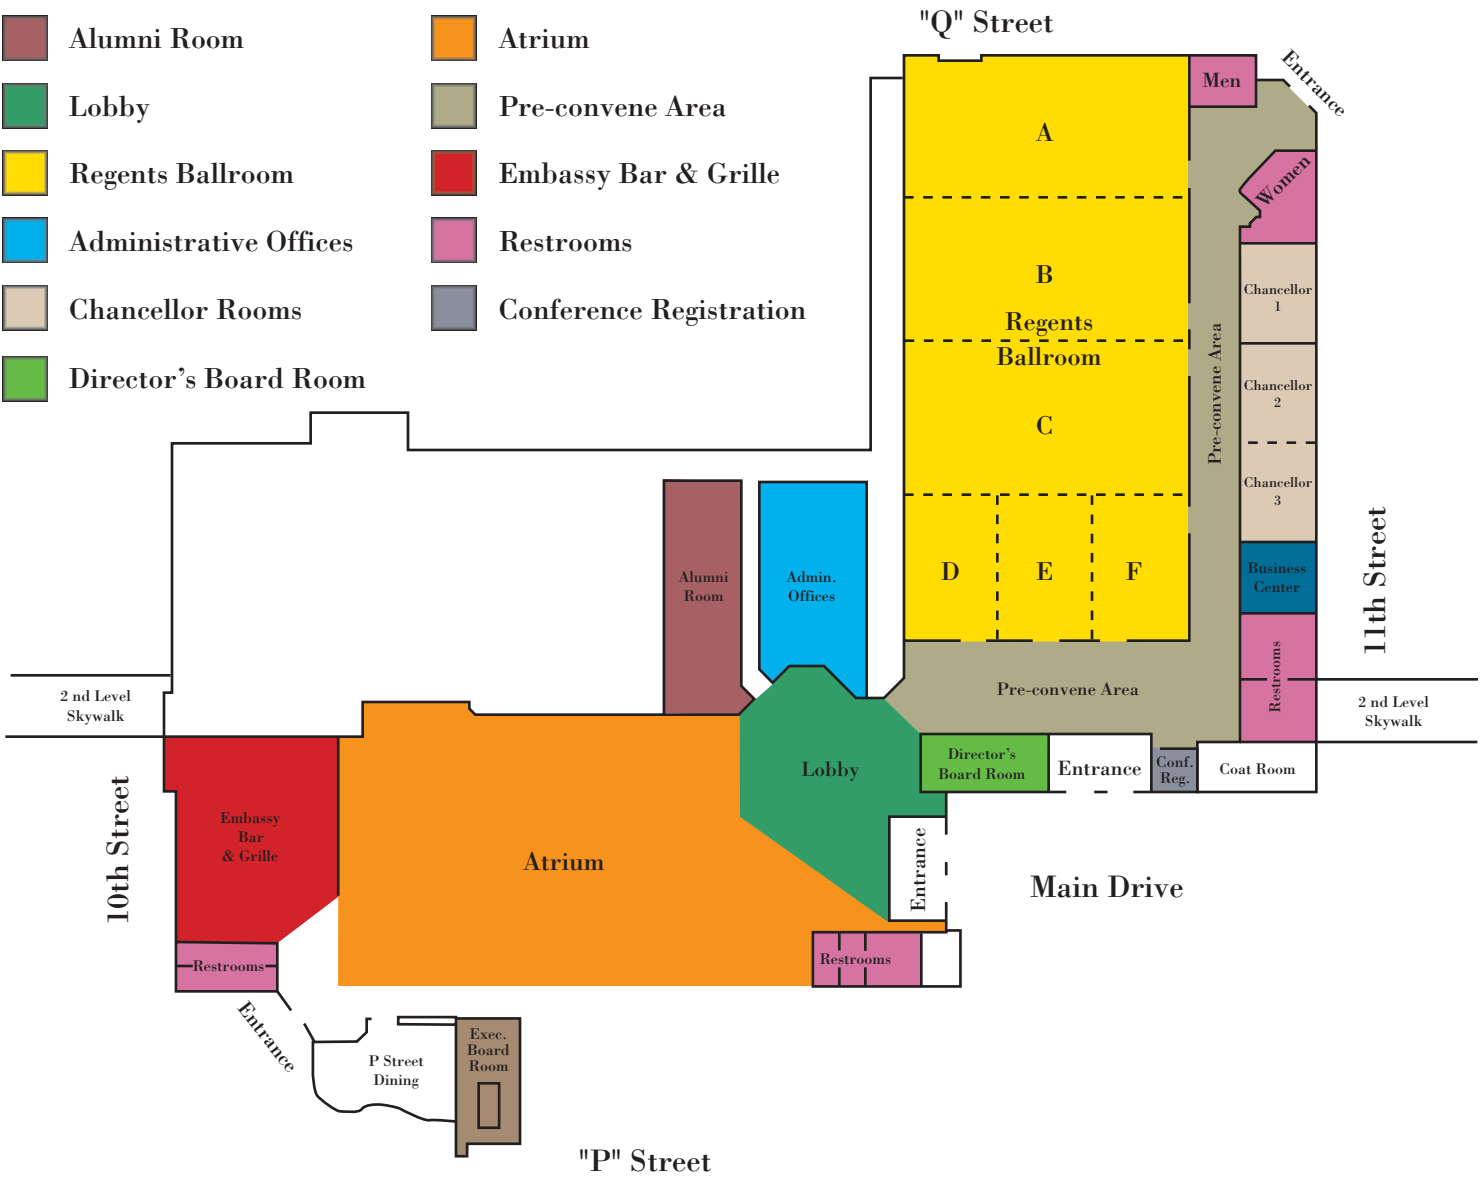 "Q" Street
Alumni Room
Atrium
Lobby
Pre-convene Area
Regents Ballroom
Embassy Bar & Grille
Administrative Offices
Restrooms
Chancellor Rooms
Conference Registration
Director's Board Room
Men
Entrance
A
Women
B
Regents
Ballroom
C
D
E
F
Pre-convene Area
Chancellor
1
Chancellor
2
Chancellor
3
Business
Center
11th Street
Restrooms
Alumni
Room
Admin.
Offices
Pre-convene Area
2 nd Level
Skywalk
2 nd Level
Skywalk
Director's
Board Room
Entrance
Conf.
Reg.
Coat Room
Lobby
Entrance
Main Drive
10th Street
Embassy
Bar
& Grille
Atrium
Restrooms
Restrooms
Entrance
P Street
Dining
Exec.
Board
Room
"P" Street